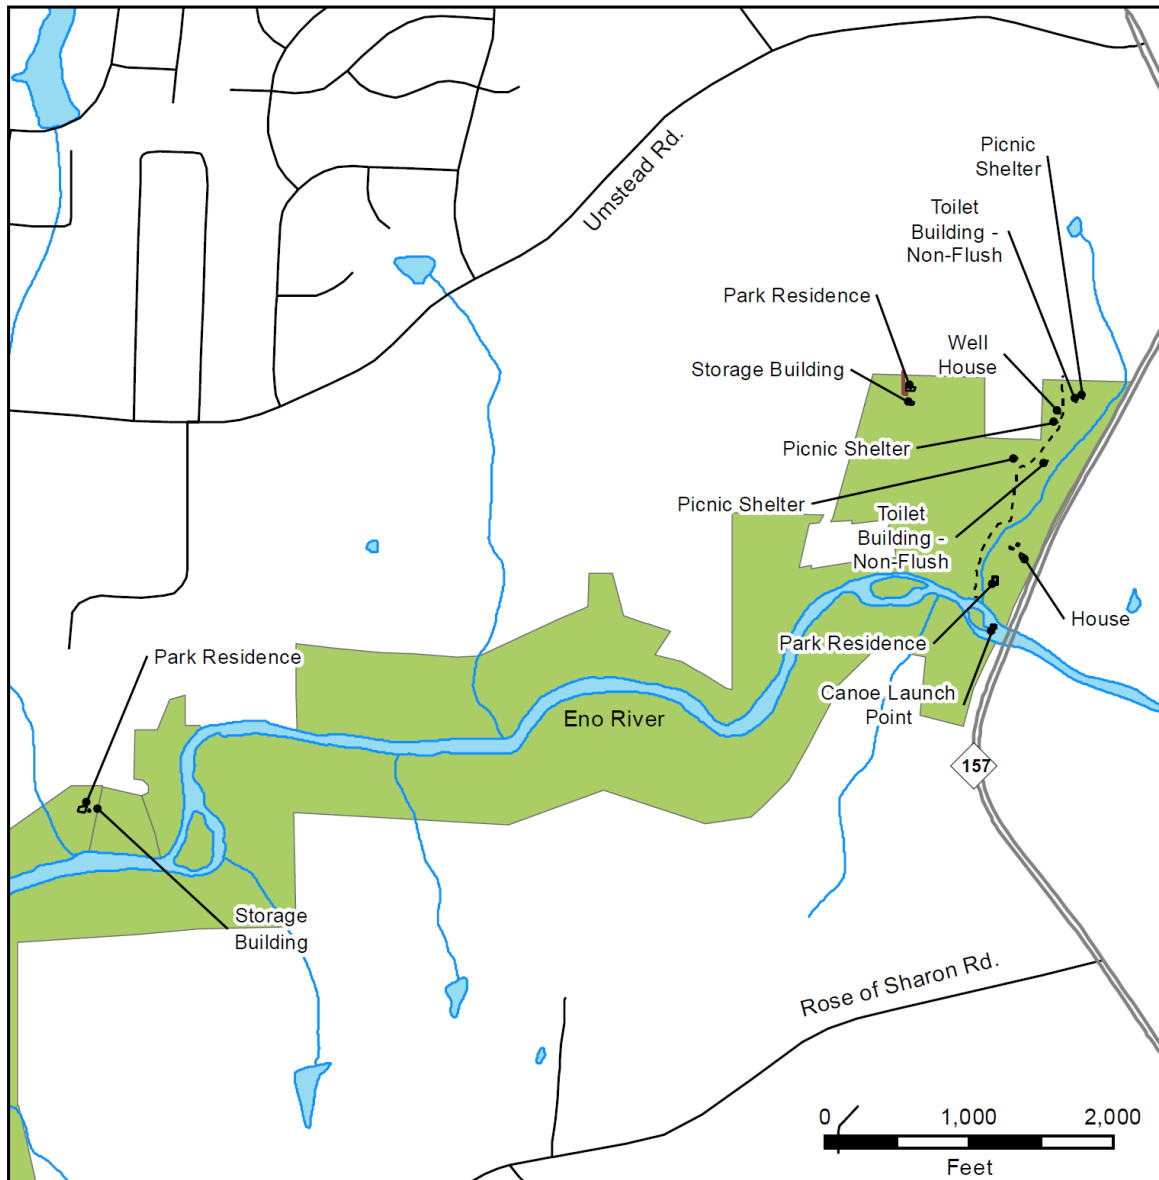 Picnic
Shelter
Umstead Rd.
Toilet
Building -
Non-Flush
Park Residence
Well
House
Storage Building
Picnic Shelter
Picnic Shelter
Toilet
Building -
Non-Flush
House
Park Residence
Park Residence
Canoe Launch
Point
Eno River
157
Storage
Building
Rose of Sharon Rd.
0 1,000 2,000
Feet